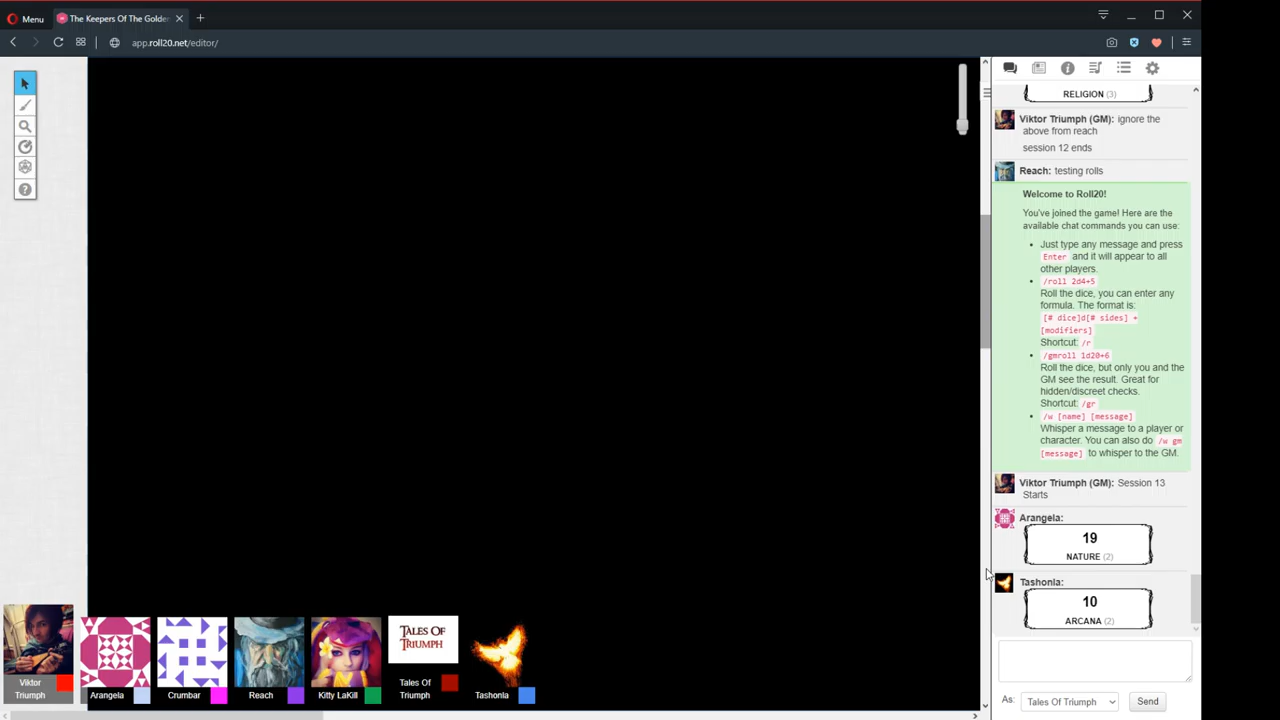 Menu
The Keepers Of The Golden
app.roll20.net/editor/
RELIGION (3)
Viktor Triumph (GM): ignore the
above from reach
session 12 ends
Reach: testing rolls
Welcome to Roll20!
You've joined the game! Here are the
available chat commands you can use:
Just type any message and press
Enter and it will appear to all
other players.
/roll 2d4+5
Roll the dice, you can enter any
formula. The format is:
[# dice]d[# sides] +
[modifiers]
Shortcut: /r
/gmroll 1d20+6
Roll the dice, but only you and the
GM see the result. Great for
hidden/discreet checks.
Shortcut: /gr
/w [name] [message]
Whisper a message to a player or
character. You can also do /w gm
[message] to whisper to the GM.
Viktor Triumph (GM): Session 13
Starts
Arangela:
19
NATURE (2)
Tashonia:
10
ARCANA (2)
Viktor
Triumph
Arangela
Crumbar
Reach
Kitty LaKill
TALES OF
TRIUMPH
Tales Of
Triumph
Tashonia
As:
Tales Of Triumph
Send